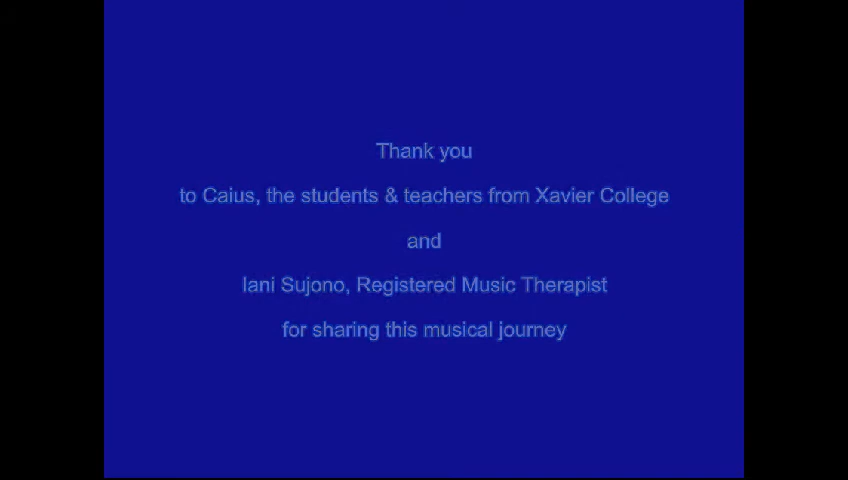 Thank you
to Caius, the students & teachers from Xavier College
and
Iani Sujono, Registered Music Therapist
for sharing this musical journey